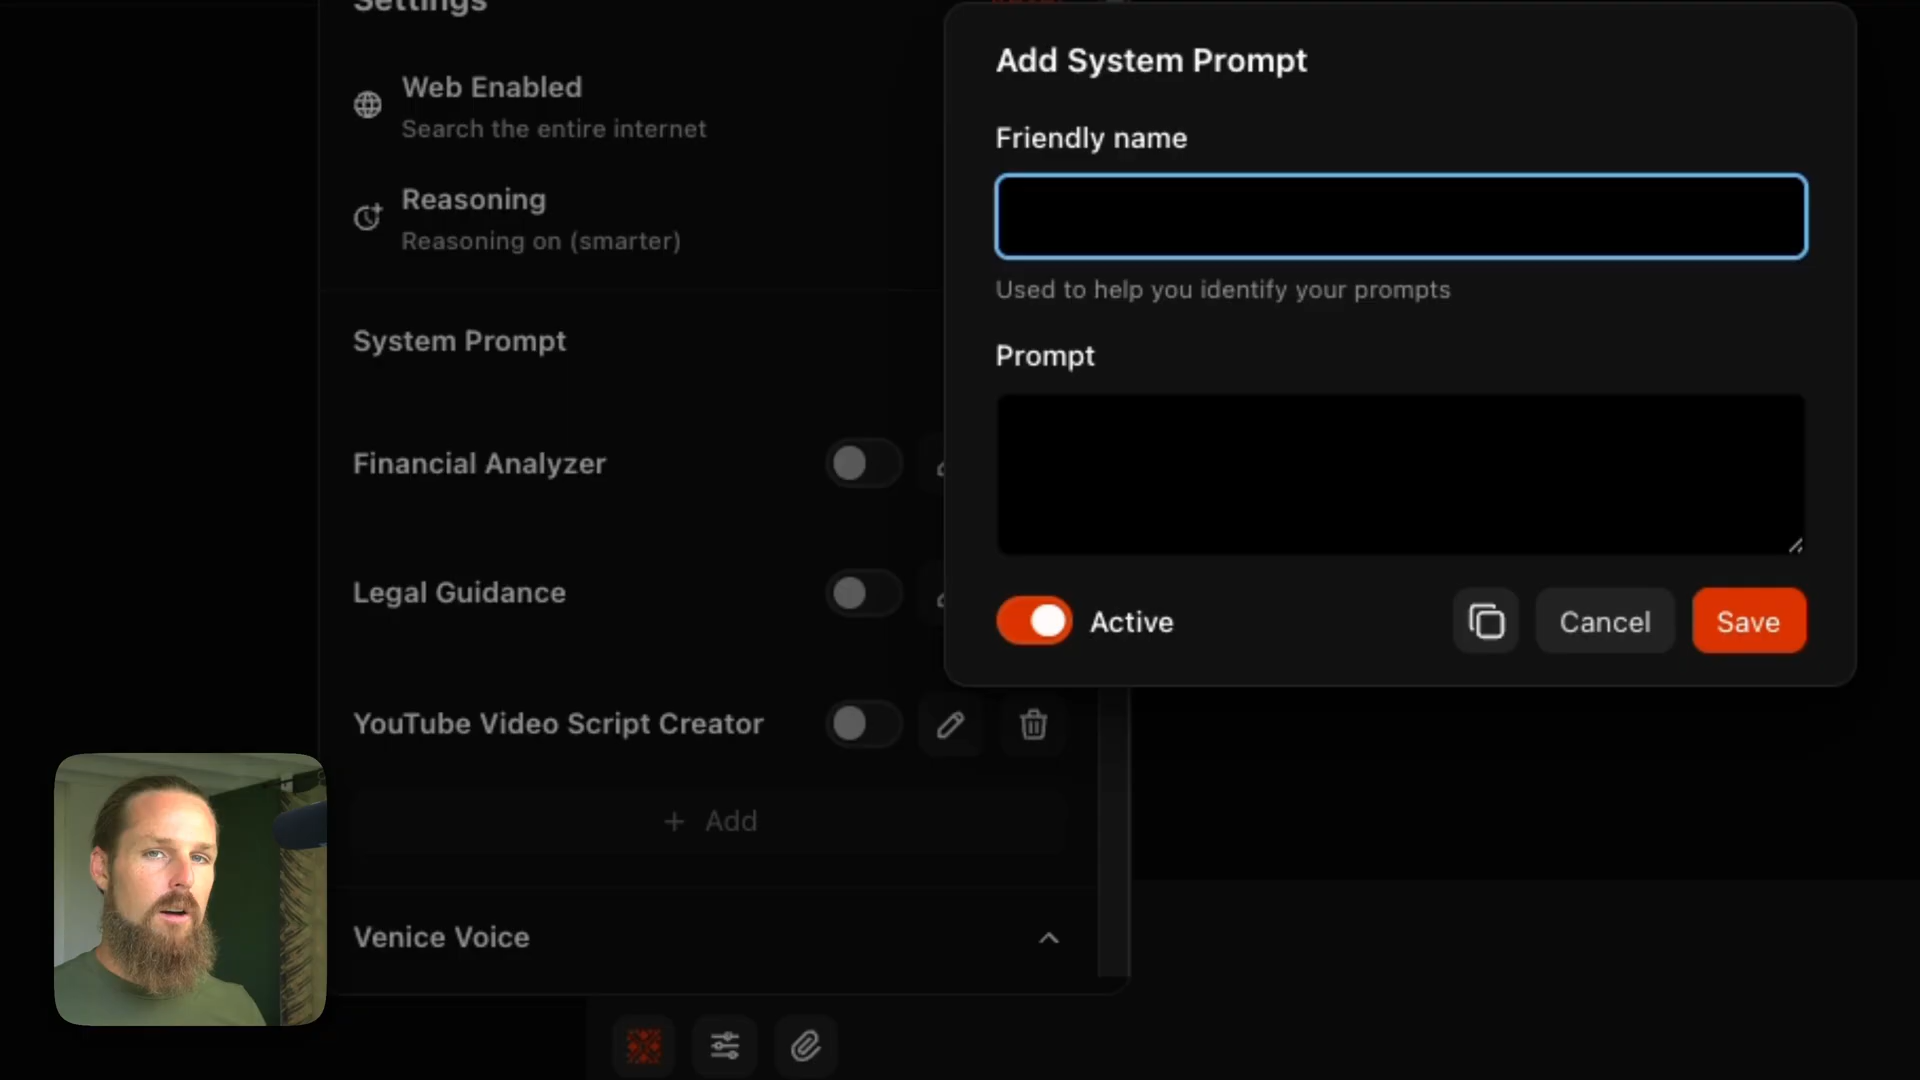 Settings
Web Enabled
Search the entire internet
Reasoning
Reasoning on (smarter)
System Prompt
Financial Analyzer
Legal Guidance
YouTube Video Script Creator
+ Add
Venice Voice
Add System Prompt
Friendly name
Used to help you identify your prompts
Prompt
Active
Cancel
Save